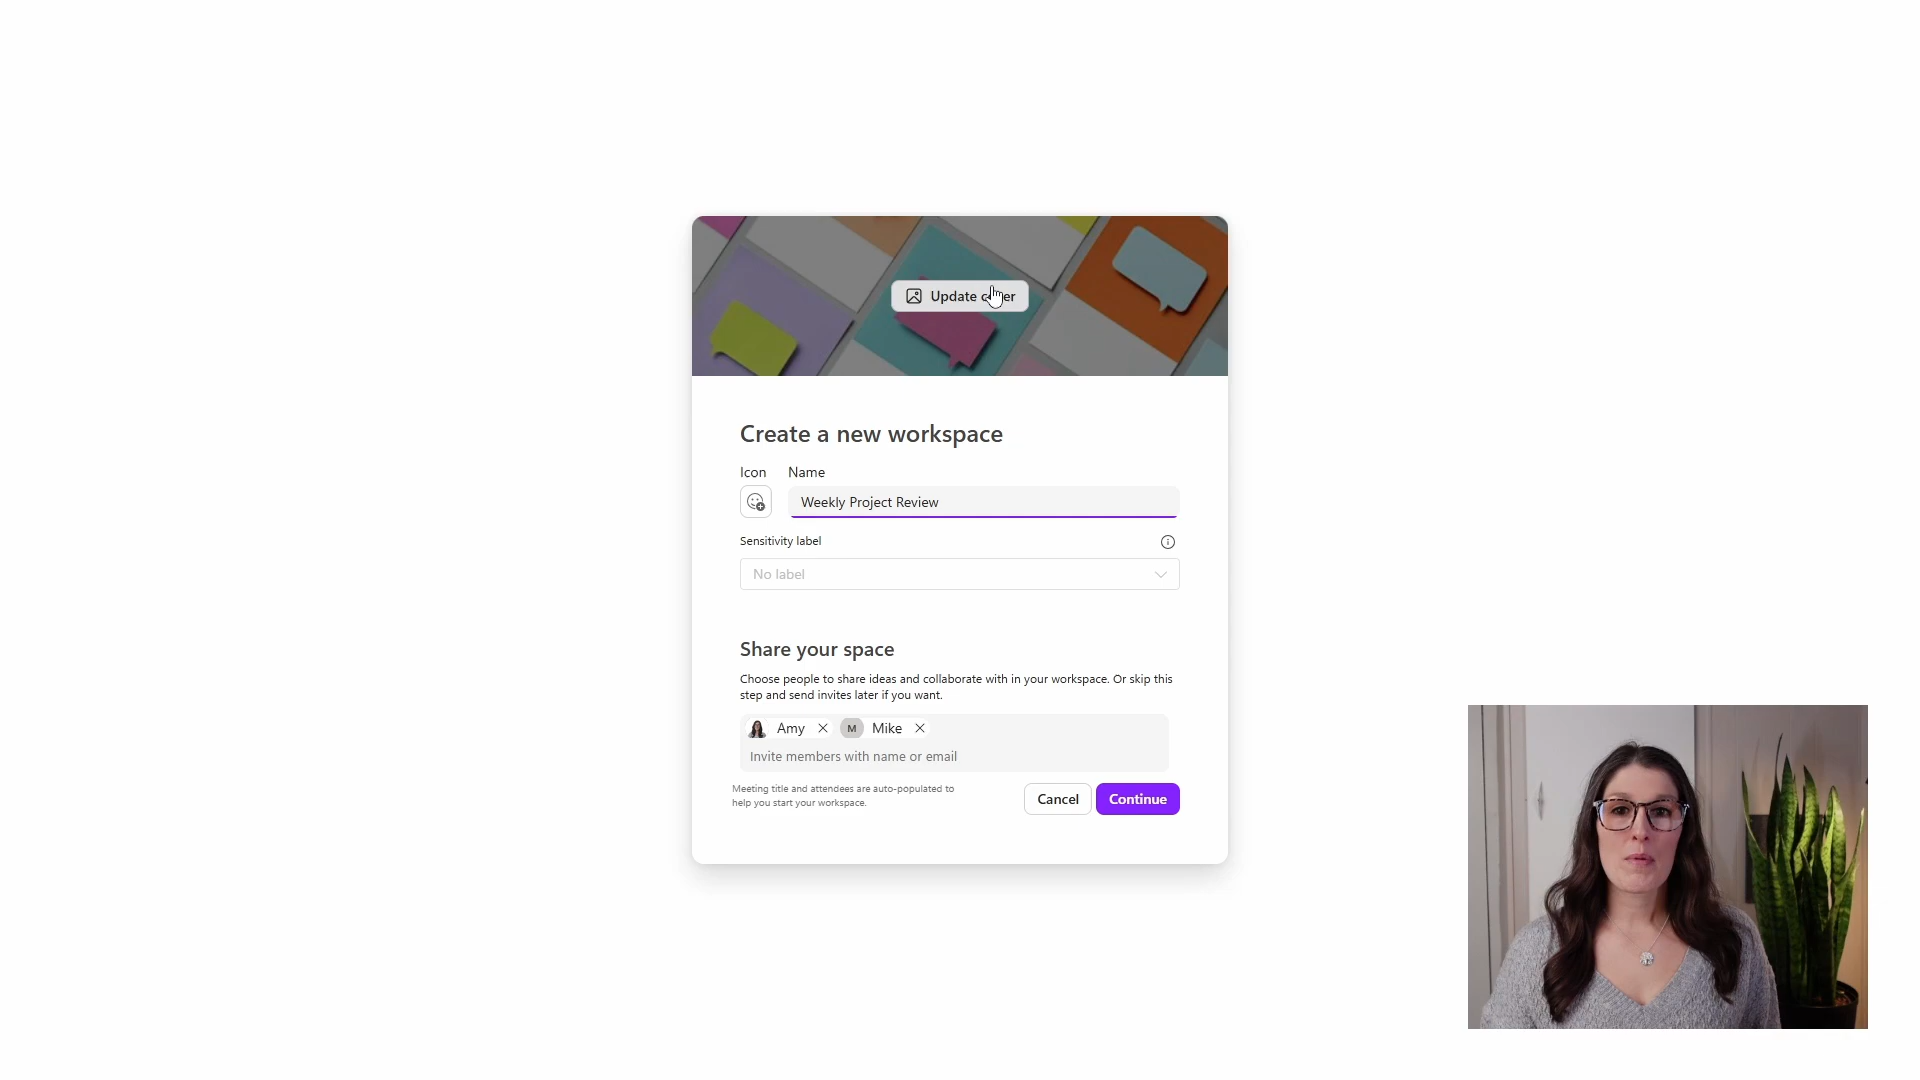 Update cover
Create a new workspace
Icon
Name
Weekly Project Review
Sensitivity label
No label
Share your space
Choose people to share ideas and collaborate with in your workspace. Or skip this
step and send invites later if you want.
Amy
M
Mike
Invite members with name or email
Meeting title and attendees are auto-populated to
help you start your workspace.
Cancel
Continue